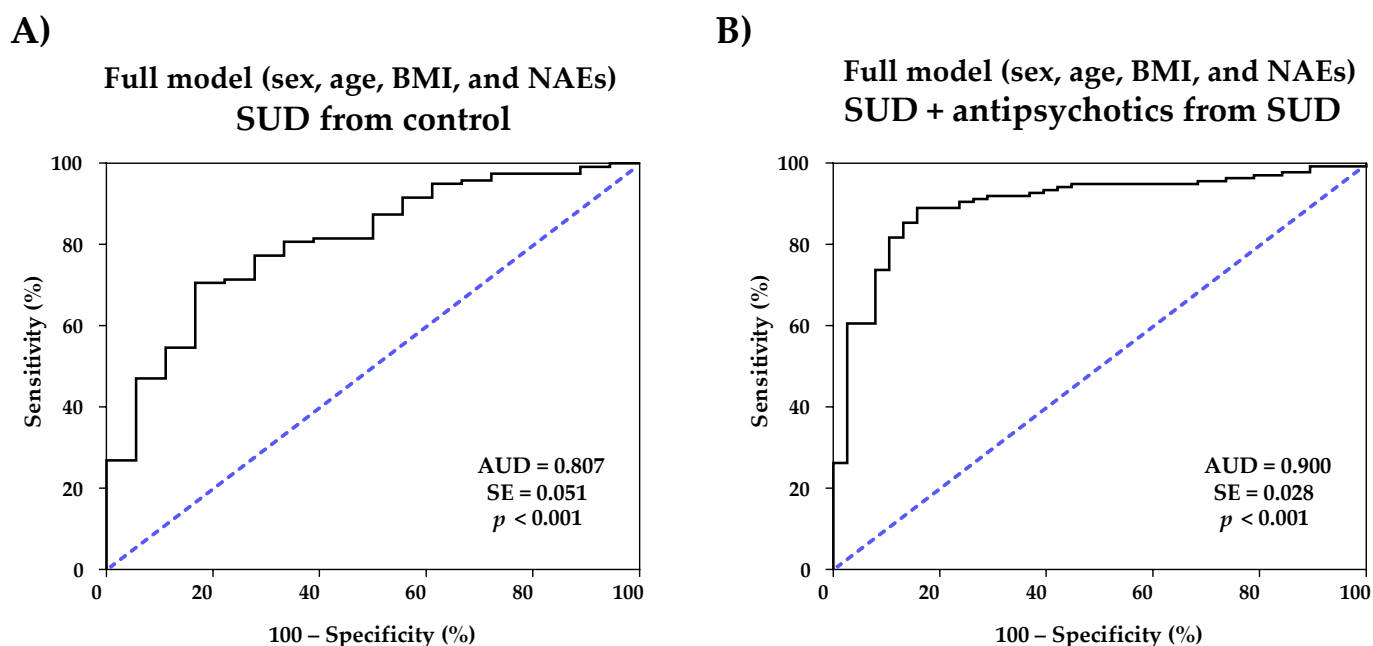 A)
Full model (sex, age, BMI, and NAEs)
SUD from control
100
80
60
40
20
0
Sensitivity (%)
AUD = 0.807
SE = 0.051
p < 0.001
0 20 40 60 80 100
100 – Specificity (%)
B)
Full model (sex, age, BMI, and NAEs)
SUD + antipsychotics from SUD
100
80
60
40
20
0
Sensitivity (%)
AUD = 0.900
SE = 0.028
p < 0.001
0 20 40 60 80 100
100 – Specificity (%)